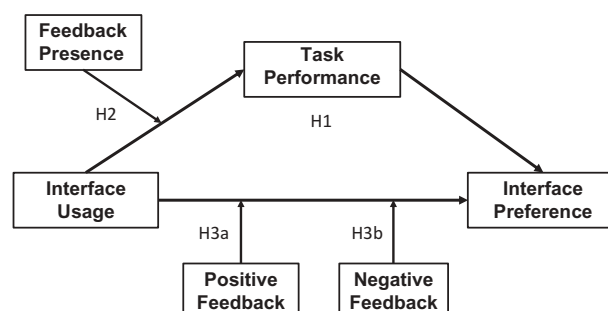 Feedback
Presence
Task
Performance
H2
H1
Interface
Usage
Interface
Preference
H3a
H3b
Positive
Feedback
Negative
Feedback